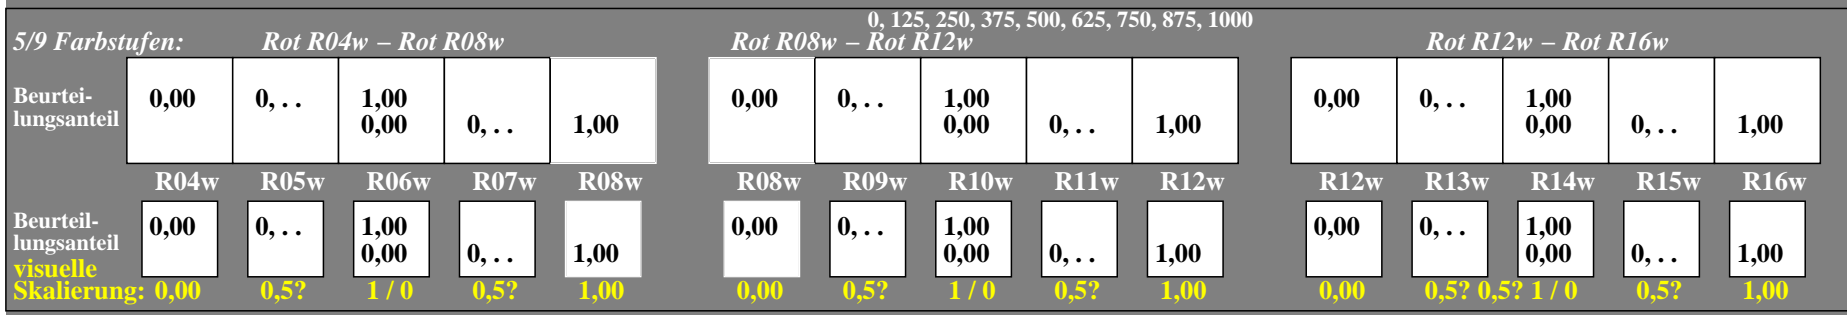 0, 125, 250, 375, 500, 625, 750, 875, 1000
5/9 Farbstufen: Rot R04w – Rot R08w Rot R08w – Rot R12w Rot R12w – Rot R16w
Beurtei-
lungsanteil
0,00 0, . . 1,00 0,00 0, . . 1,00 0,00 0, . . 1,00
0,00 0, . . 1,00 0,00 0, . . 1,00 0,00 0, . . 1,00
R04w R05w R06w R07w R08w R08w R09w R10w R11w R12w R12w R13w R14w R15w R16w
Beurteil-
lungsanteil
0,00 0, . . 1,00 0,00 0, . . 1,00 0,00 0, . . 1,00
0,00 0, . . 1,00 0,00 0, . . 1,00 0,00 0, . . 1,00
visuelle
Skalierung: 0,00 0,5? 1 / 0 0,5? 1,00 0,00 0,5? 1 / 0 0,5? 1,00 0,00 0,5? 0,5? 1 / 0 0,5? 1,00